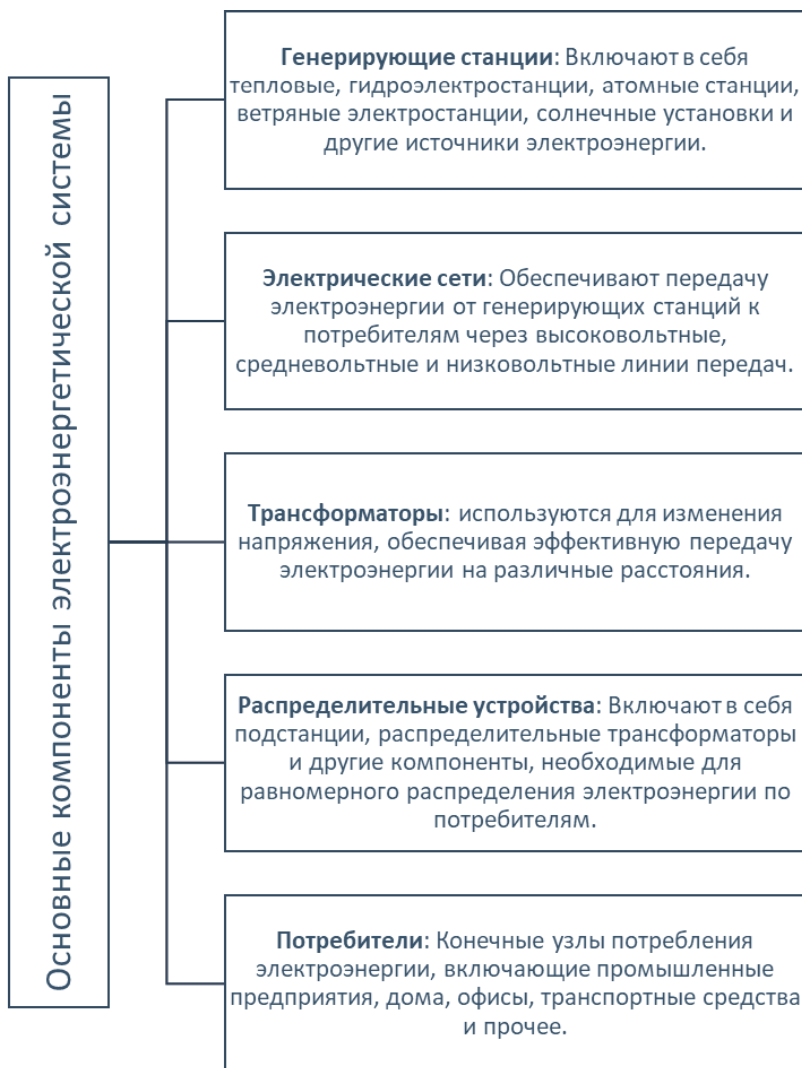 Основные компоненты электроэнергетической системы
Генерирующие станции: Включают в себя
тепловые, гидроэлектростанции, атомные станции,
ветряные электростанции, солнечные установки и
другие источники электроэнергии.
Электрические сети: Обеспечивают передачу
электроэнергии от генерирующих станций к
потребителям через высоковольтные,
средневольтные и низковольтные линии передач.
Трансформаторы: используются для изменения
напряжения, обеспечивая эффективную передачу
электроэнергии на различные расстояния.
Распределительные устройства: Включают в себя
подстанции, распределительные трансформаторы
и другие компоненты, необходимые для
равномерного распределения электроэнергии по
потребителям.
Потребители: Конечные узлы потребления
электроэнергии, включающие промышленные
предприятия, дома, офисы, транспортные средства
и прочее.